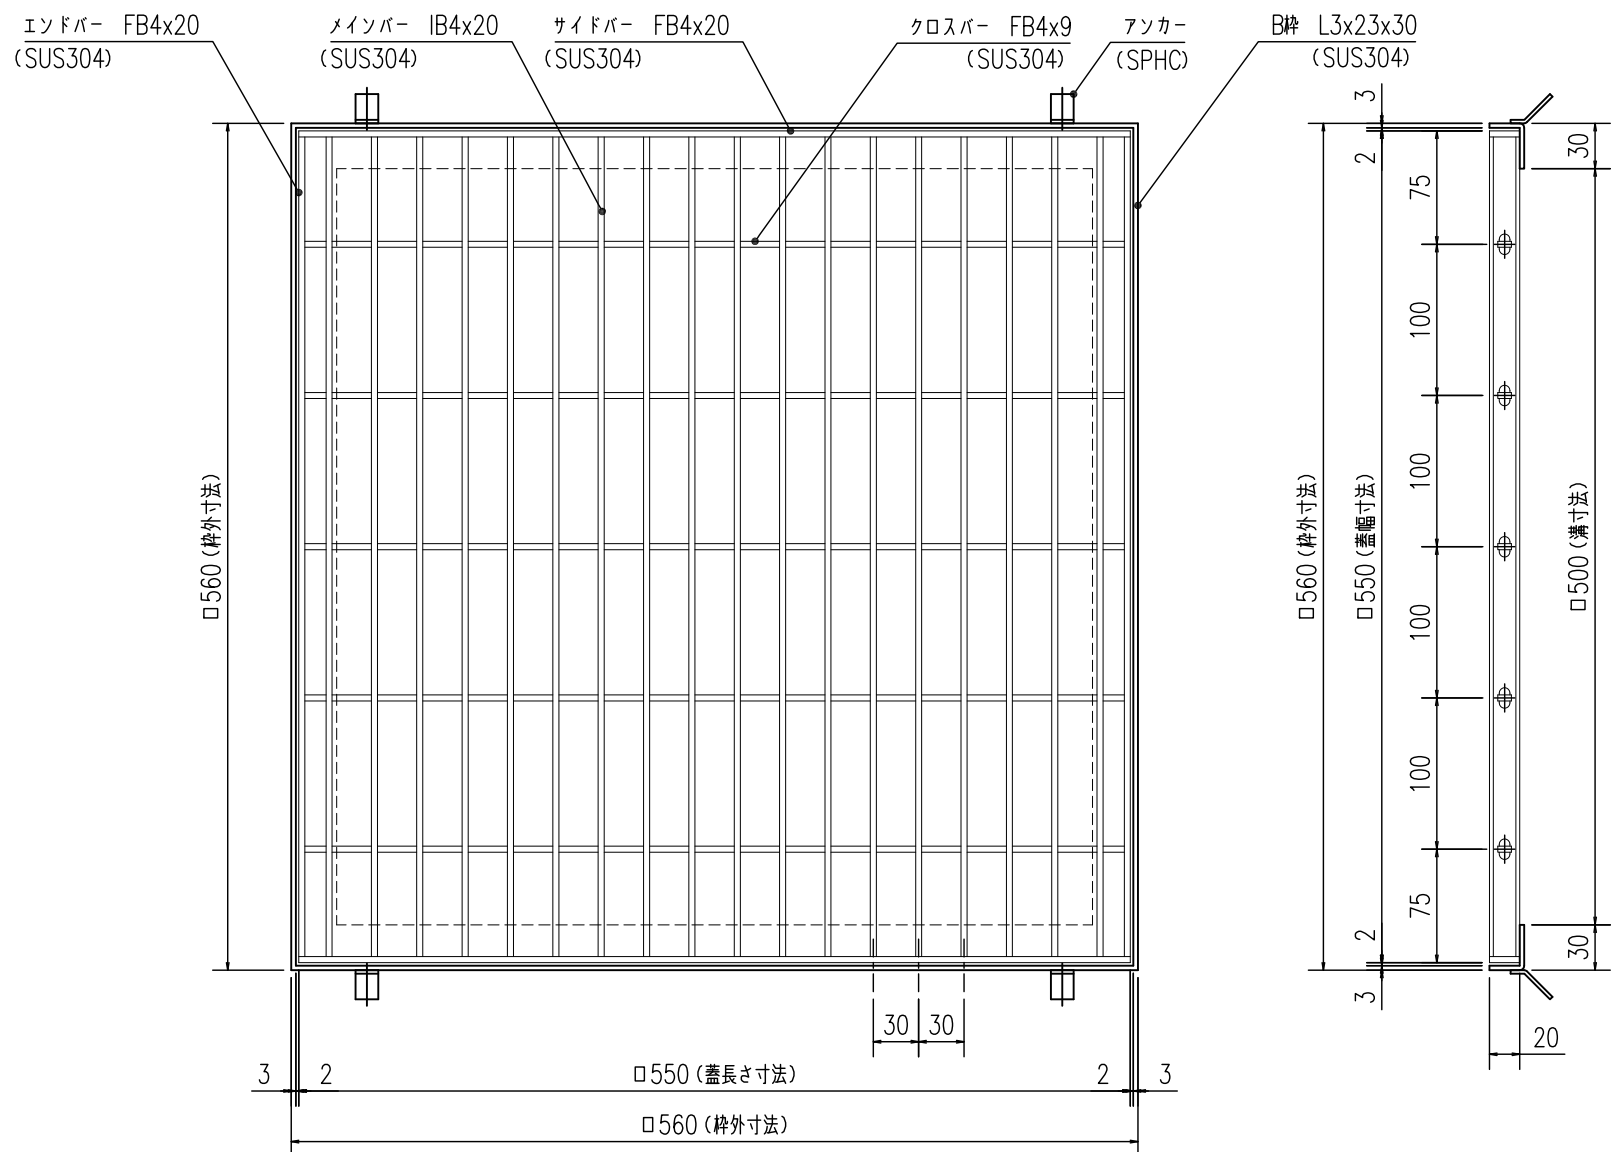 エンドバー FB4x20
(SUS304)
メインバー IB4x20
(SUS304)
サイドバー FB4x20
(SUS304)
クロスバー FB4x9
(SUS304)
アンカー
(SPHC)
B枠 L3x23x30
(SUS304)
□560(枠外寸法)
30
30
3
2
□550(蓋長さ寸法)
2
3
□560(枠外寸法)
□560(枠外寸法)
3
2
□550(蓋幅寸法)
2
3
75
100
100
100
100
75
30
□500(溝寸法)
30
20